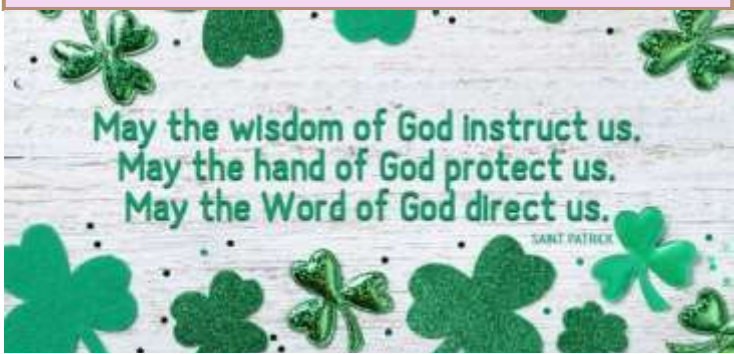 May the wisdom of God instruct us.
May the hand of God protect us.
May the Word of God direct us.
SAINT PATRICK